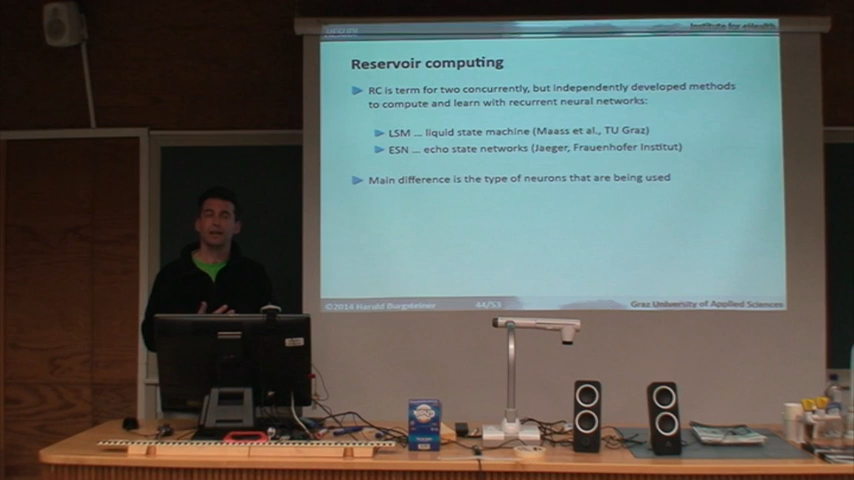 Institute for eHealth
Reservoir computing
RC is term for two concurrently, but independently developed methods
to compute and learn with recurrent neural networks:
LSM ... liquid state machine (Maass et al., TU Graz)
ESN ... echo state networks (Jaeger, Frauenhofer Institut)
Main difference is the type of neurons that are being used
©2014 Harald Burgsteiner 44/53 Graz University of Applied Sciences